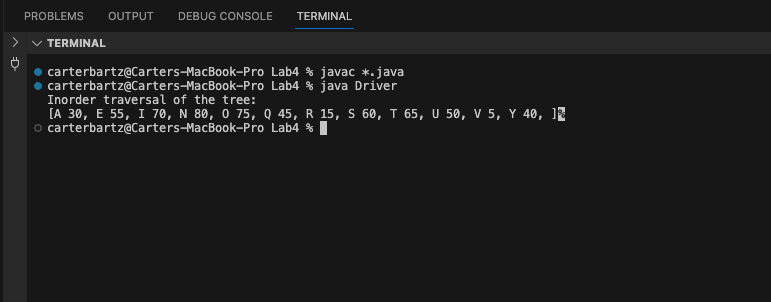 PROBLEMS OUTPUT DEBUG CONSOLE TERMINAL
TERMINAL
carterbartz@Carters-MacBook-Pro Lab4 % javac *.java
carterbartz@Carters-MacBook-Pro Lab4 % java Driver
Inorder traversal of the tree:
[A 30, E 55, I 70, N 80, O 75, Q 45, R 15, S 60, T 65, U 50, V 5, Y 40, ]%
carterbartz@Carters-MacBook-Pro Lab4 %